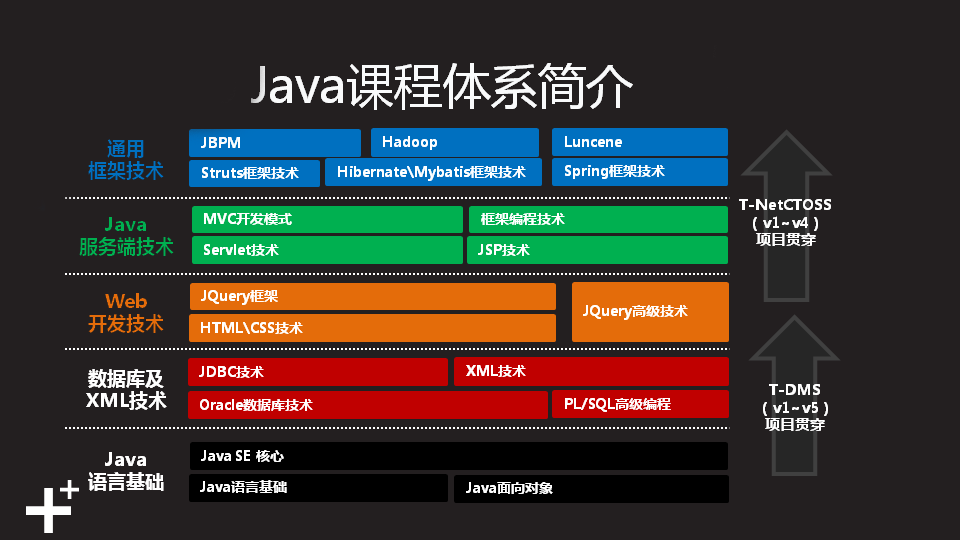 Java课程体系简介
通用
框架技术
JBPM
Hadoop
Luncene
Struts框架技术
Hibernate\Mybatis框架技术
Spring框架技术
Java
服务端技术
MVC开发模式
框架编程技术
Servlet技术
JSP技术
T-NetCTOSS
（v1~v4）
项目贯穿
Web
开发技术
JQuery框架
HTML\CSS技术
JQuery高级技术
数据库及
XML技术
JDBC技术
XML技术
Oracle数据库技术
PL/SQL高级编程
T-DMS
（v1~v5）
项目贯穿
Java
语言基础
Java SE 核心
Java语言基础
Java面向对象